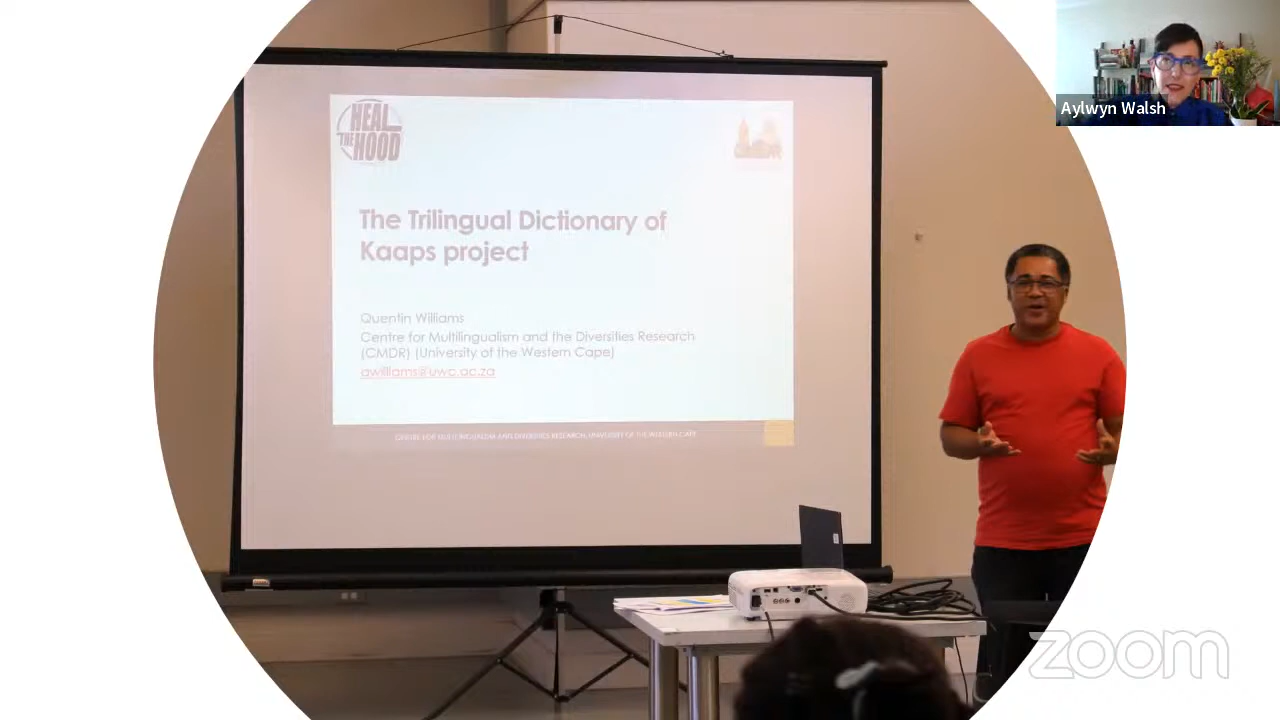 HEAL
THE
HOOD
The Trilingual Dictionary of
Kaaps project
Quentin Williams
Centre for Multilingualism and the Diversities Research
(CMDR) (University of the Western Cape)
awilliams@uwc.ac.za
CENTRE FOR MULTILINGUALISM AND DIVERSITIES RESEARCH, UNIVERSITY OF THE WESTERN CAPE
Aylwyn Walsh
zoom